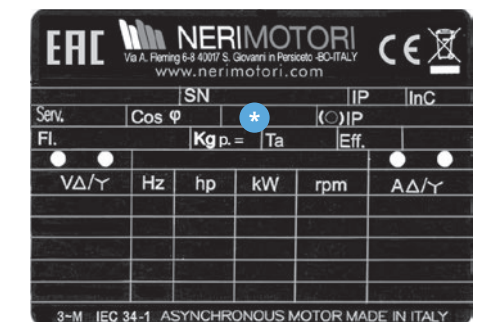 EAC NERIMOTORI CE
Via A. Fleming 6-8 40017 S. Giovanni in Persiceto -BO-ITALY
www.nerimotori.com
SN IP InC
Serv. Cos φ * (○)IP
Fl. Kg p.= Ta Eff.
V∆/Y Hz hp kW rpm A∆/Y
3~M IEC 34-1 ASYNCHRONOUS MOTOR MADE IN ITALY